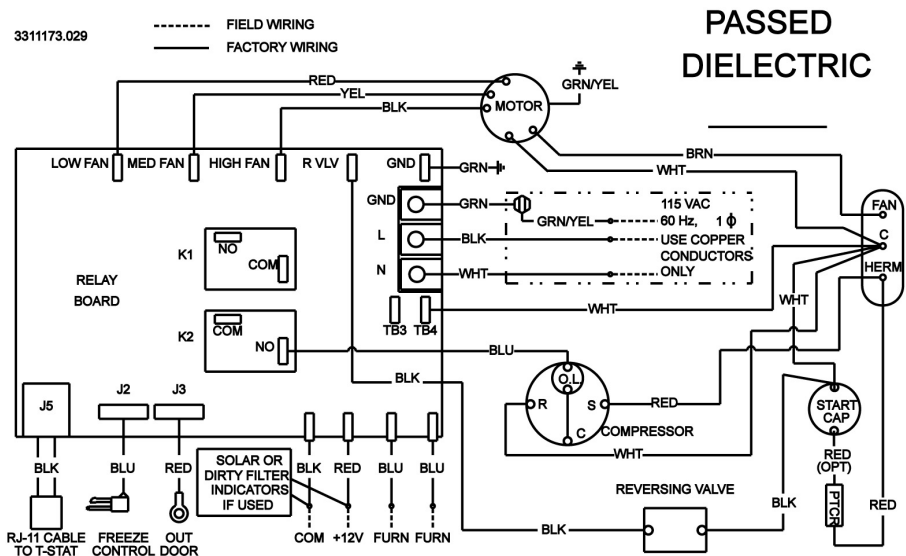 3311173.029
FIELD WIRING
FACTORY WIRING
PASSED
DIELECTRIC
RED
YEL
BLK
MOTOR
GRN/YEL
LOW FAN
MED FAN
HIGH FAN
R VLV
GND
GRN
BRN
WHT
GND
GRN
115 VAC
GRN/YEL
60 Hz, 1 ϕ
L
BLK
USE COPPER
CONDUCTORS
ONLY
N
WHT
FAN
C
HERM
K1
NO
COM
RELAY
BOARD
K2
COM
NO
TB3
TB4
WHT
WHT
BLU
BLK
O.L.
R
S
C
COMPRESSOR
RED
WHT
START
CAP
RED
(OPT)
PTCR
RED
J5
J2
J3
BLK
BLU
RED
SOLAR OR
DIRTY FILTER
INDICATORS
IF USED
BLK
RED
BLU
BLU
RJ-11 CABLE
TO T-STAT
FREEZE
CONTROL
OUT
DOOR
COM
+12V
FURN
FURN
BLK
REVERSING VALVE
BLK